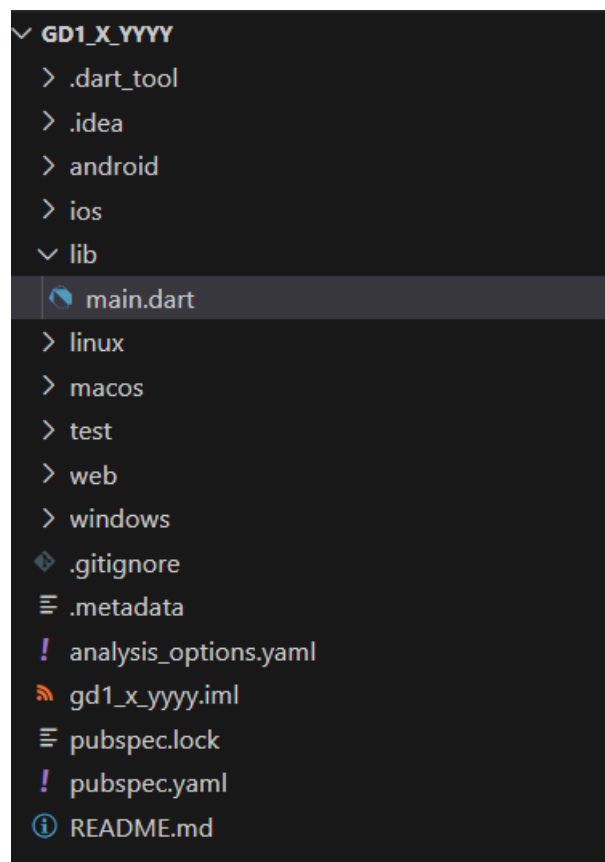 GD1_X_YYYY
.dart_tool
.idea
android
ios
lib
main.dart
linux
macos
test
web
windows
.gitignore
.metadata
analysis_options.yaml
gd1_x_yyyy.iml
pubspec.lock
pubspec.yaml
README.md